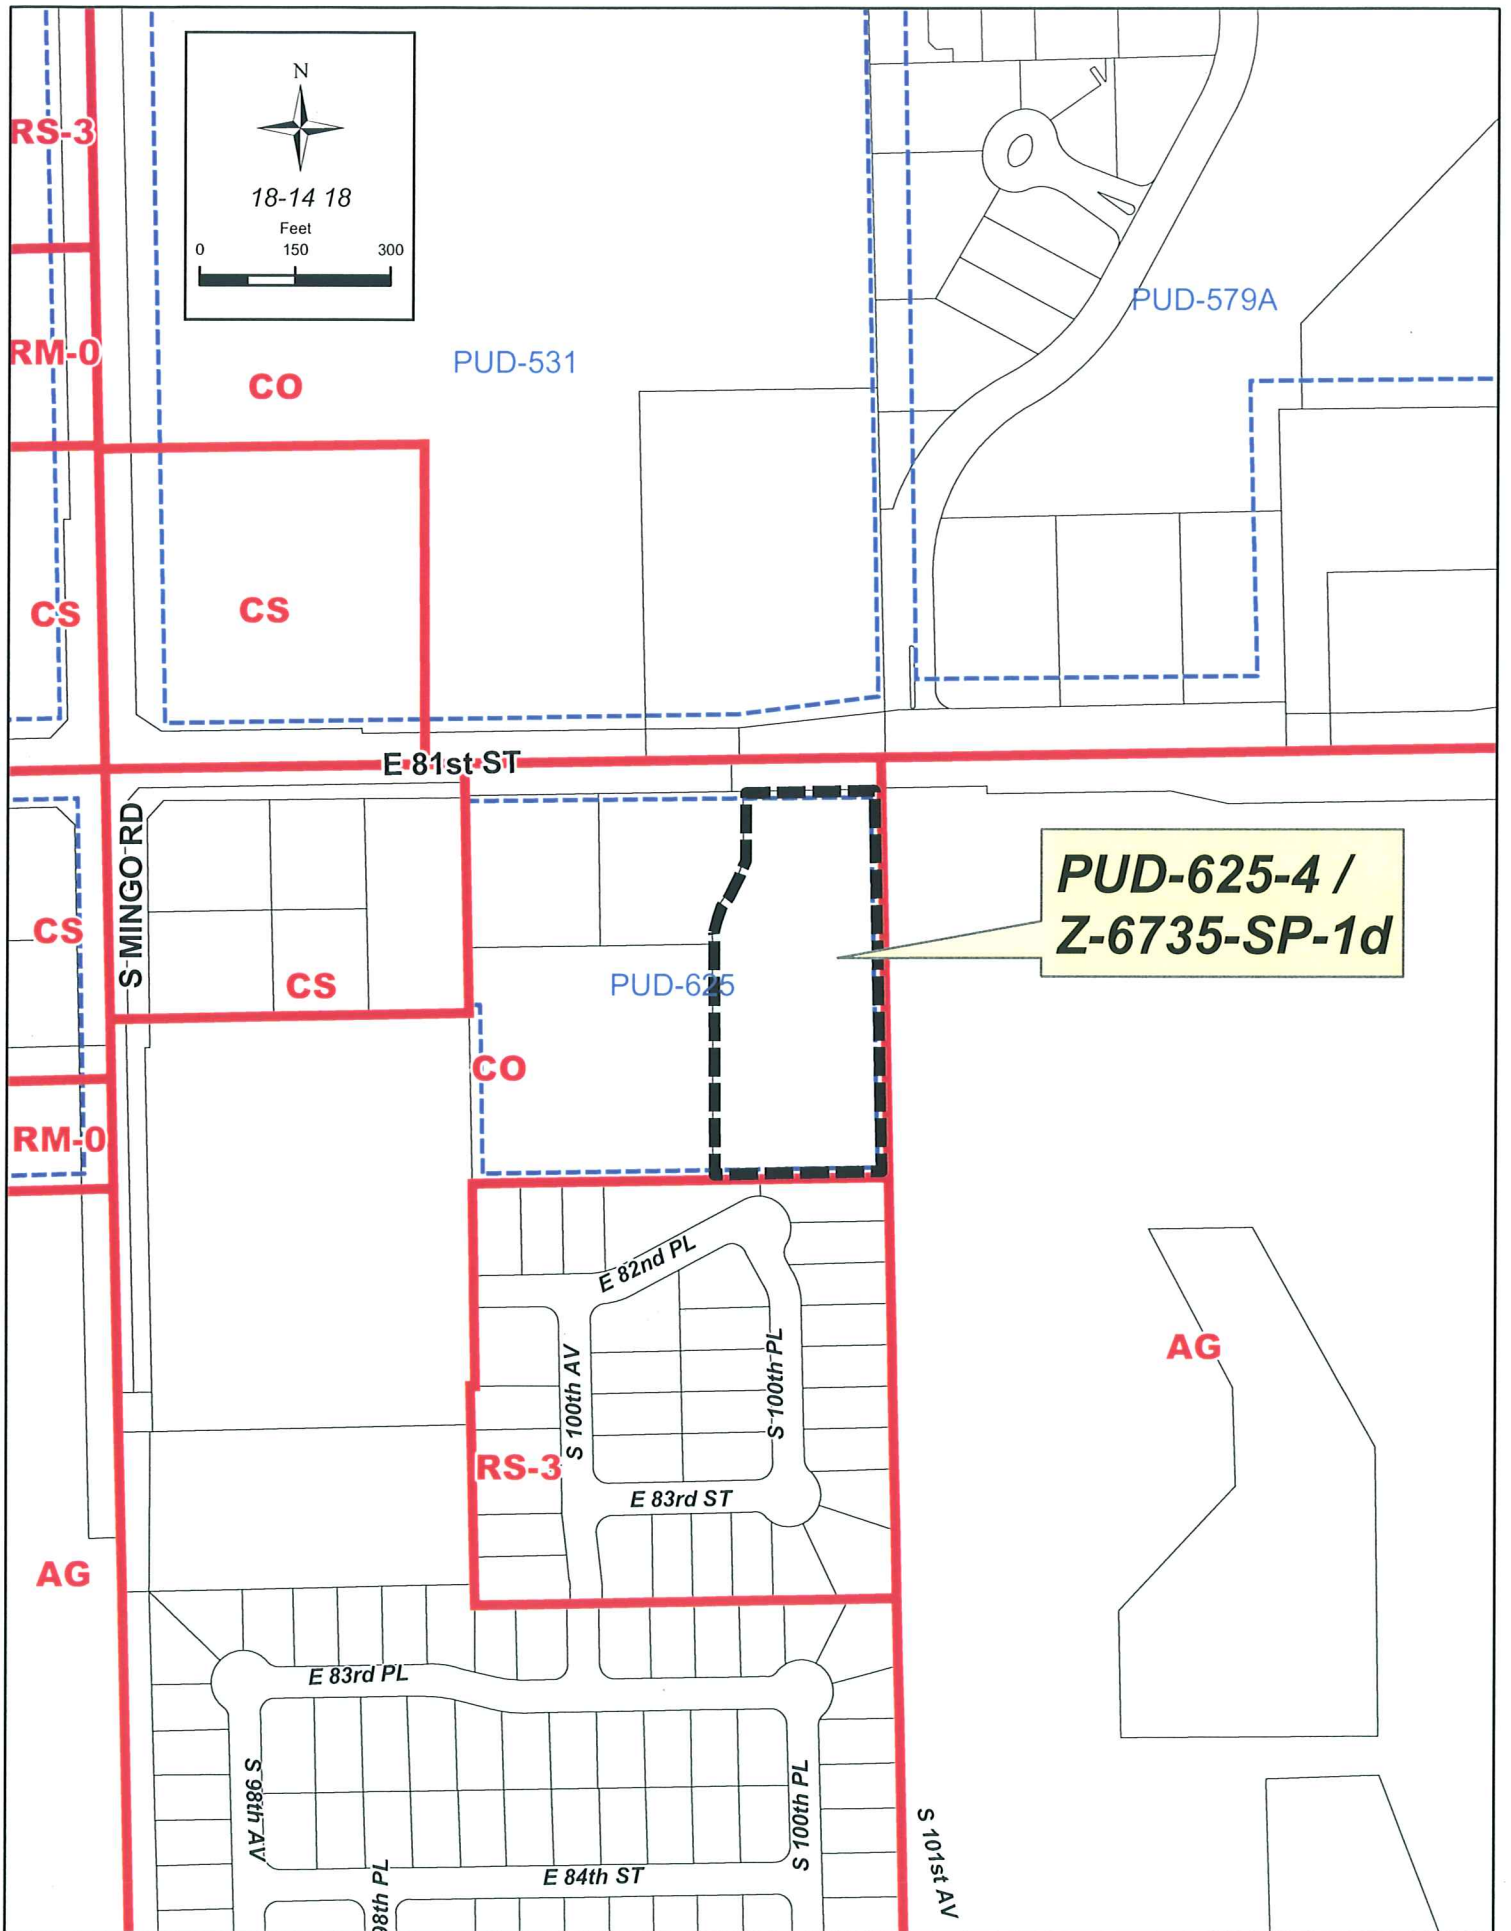 N
18-14 18
Feet
0 150 300
RS-3
PUD-579A
RM-0
PUD-531
CO
CS
CS
E 81st ST
S MINGO RD
PUD-625-4 /
Z-6735-SP-1d
CS
CS
PUD-625
CO
RM-0
E 82nd PL
S 100th AV
S 100th PL
AG
RS-3
E 83rd ST
AG
E 83rd PL
S 98th AV
S 100th PL
S 101st AV
E 84th ST
98th PL